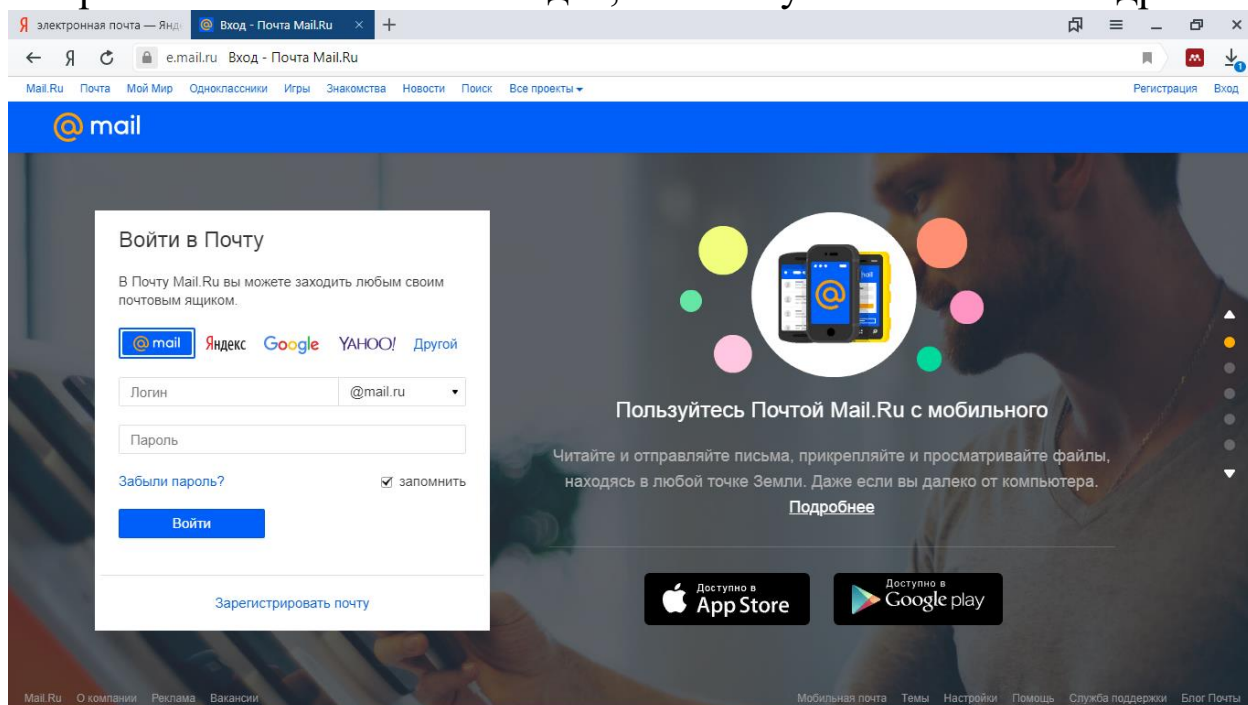 Я электронная почта — Янд Вход - Почта Mail.Ru
e.mail.ru Вход - Почта Mail.Ru
Mail.Ru Почта Мой Мир Одноклассники Игры Знакомства Новости Поиск Все проекты Регистрация Вход
@ mail
Войти в Почту
В Почту Mail.Ru вы можете заходить любым своим
почтовым ящиком.
@ mail Яндекс Google YAHOO! Другой
Логин @mail.ru
Пароль
Забыли пароль? запомнить
Войти
Зарегистрировать почту
@
Пользуйтесь Почтой Mail.Ru с мобильного
Читайте и отправляйте письма, прикрепляйте и просматривайте файлы,
находясь в любой точке Земли. Даже если вы далеко от компьютера.
Подробнее
Доступно в
App Store
Доступно в
Google play
Mail.Ru О компании Реклама Вакансии Мобильная почта Темы Настройки Помощь Служба поддержки Блог Почты